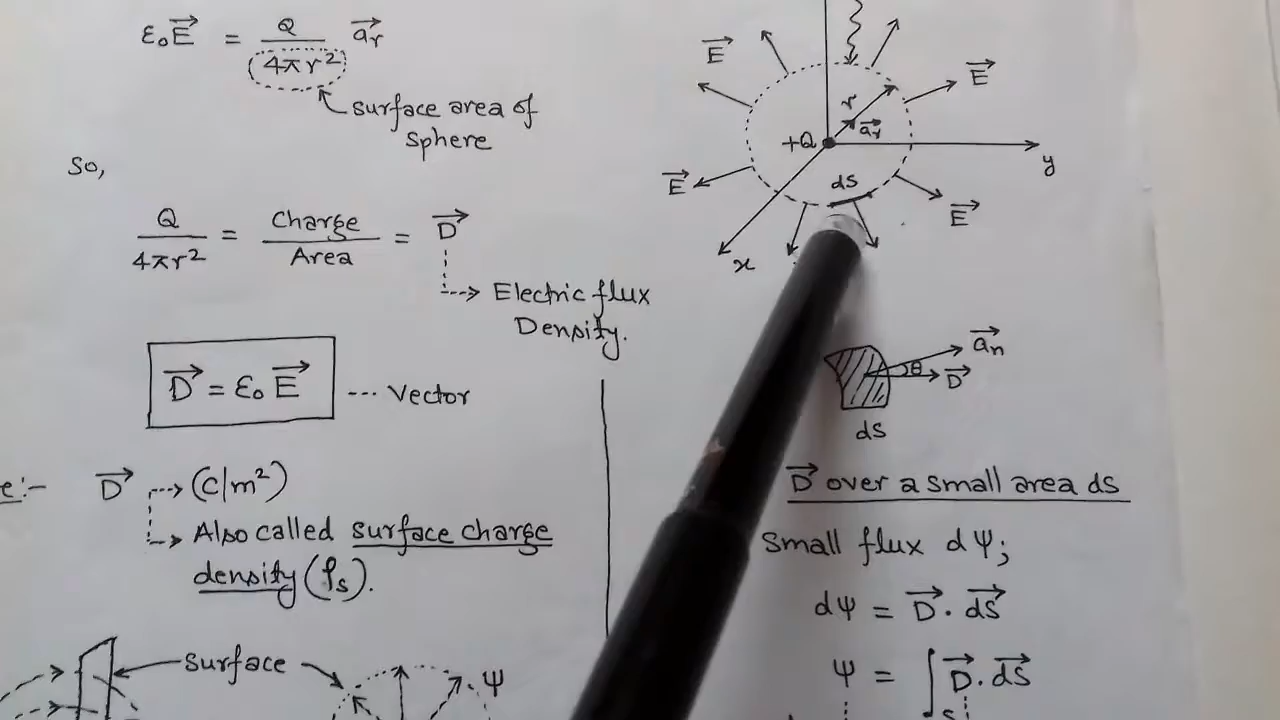 ε₀E⃗ = Q / 4πr² a⃗r
surface area of
sphere
So,
Q / 4πr² = Charge / Area = D⃗
Electric flux
Density.
D⃗ = ε₀ E⃗ --- Vector
e:- D⃗ --> (C/m²)
--> Also called surface charge
density (ρs).
surface
ψ
E⃗
E⃗
E⃗
E⃗
r
a⃗r
+Q
y
ds
x
a⃗n
θ
D⃗
ds
D⃗ over a small area ds
Small flux dψ;
dψ = D⃗ . ds⃗
ψ = ∫s D⃗ . ds⃗